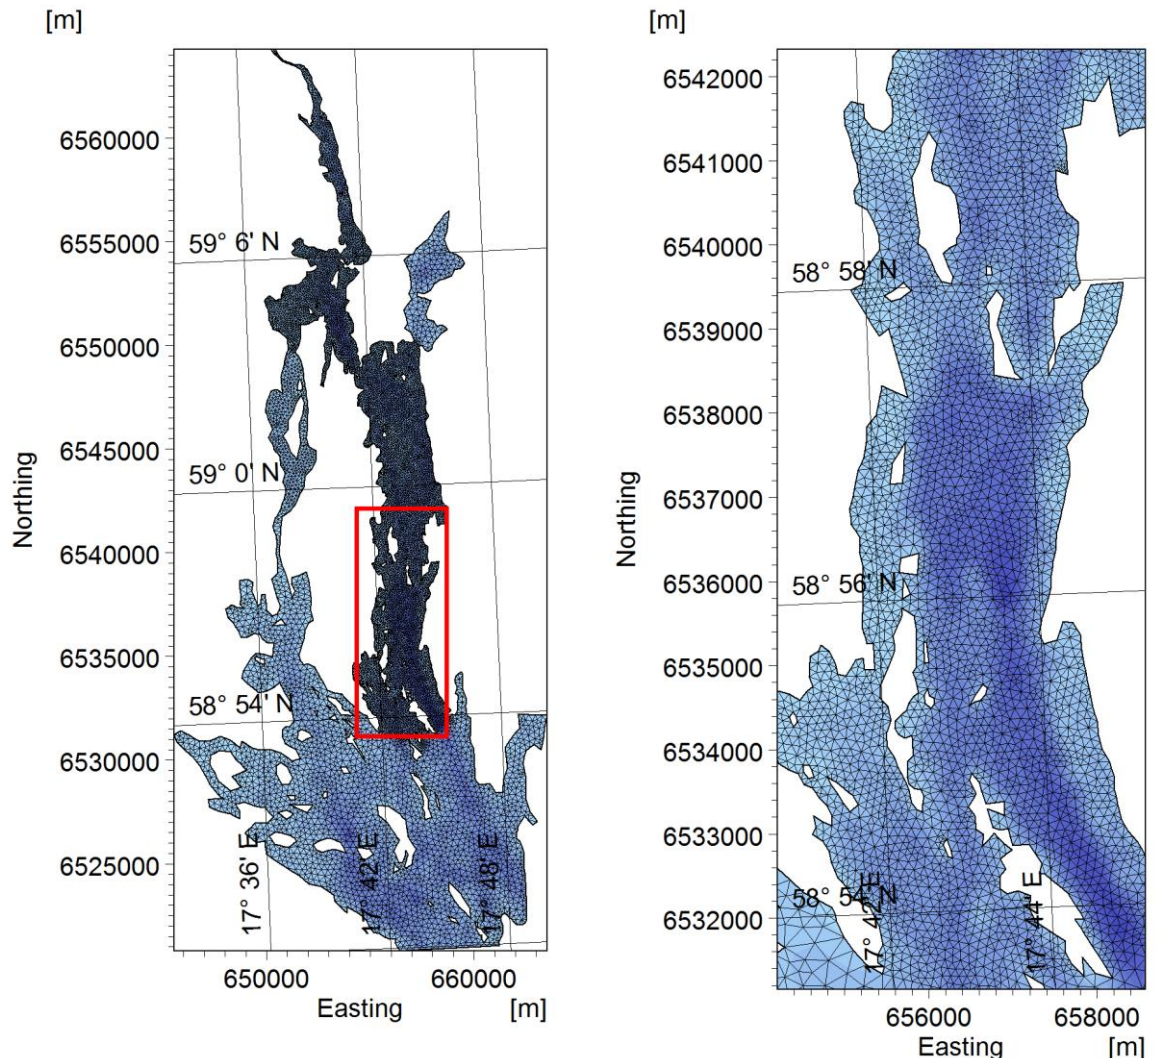 [m]
6560000
6555000
6550000
6545000
6540000
6535000
6530000
6525000
Northing
59° 6' N
59° 0' N
58° 54' N
17° 36' E
17° 42' E
17° 48' E
650000 660000
Easting [m]
[m]
6542000
6541000
6540000
6539000
6538000
6537000
6536000
6535000
6534000
6533000
6532000
Northing
58° 58' N
58° 56' N
58° 54' N
17° 42' E
17° 44' E
656000 658000
Easting [m]